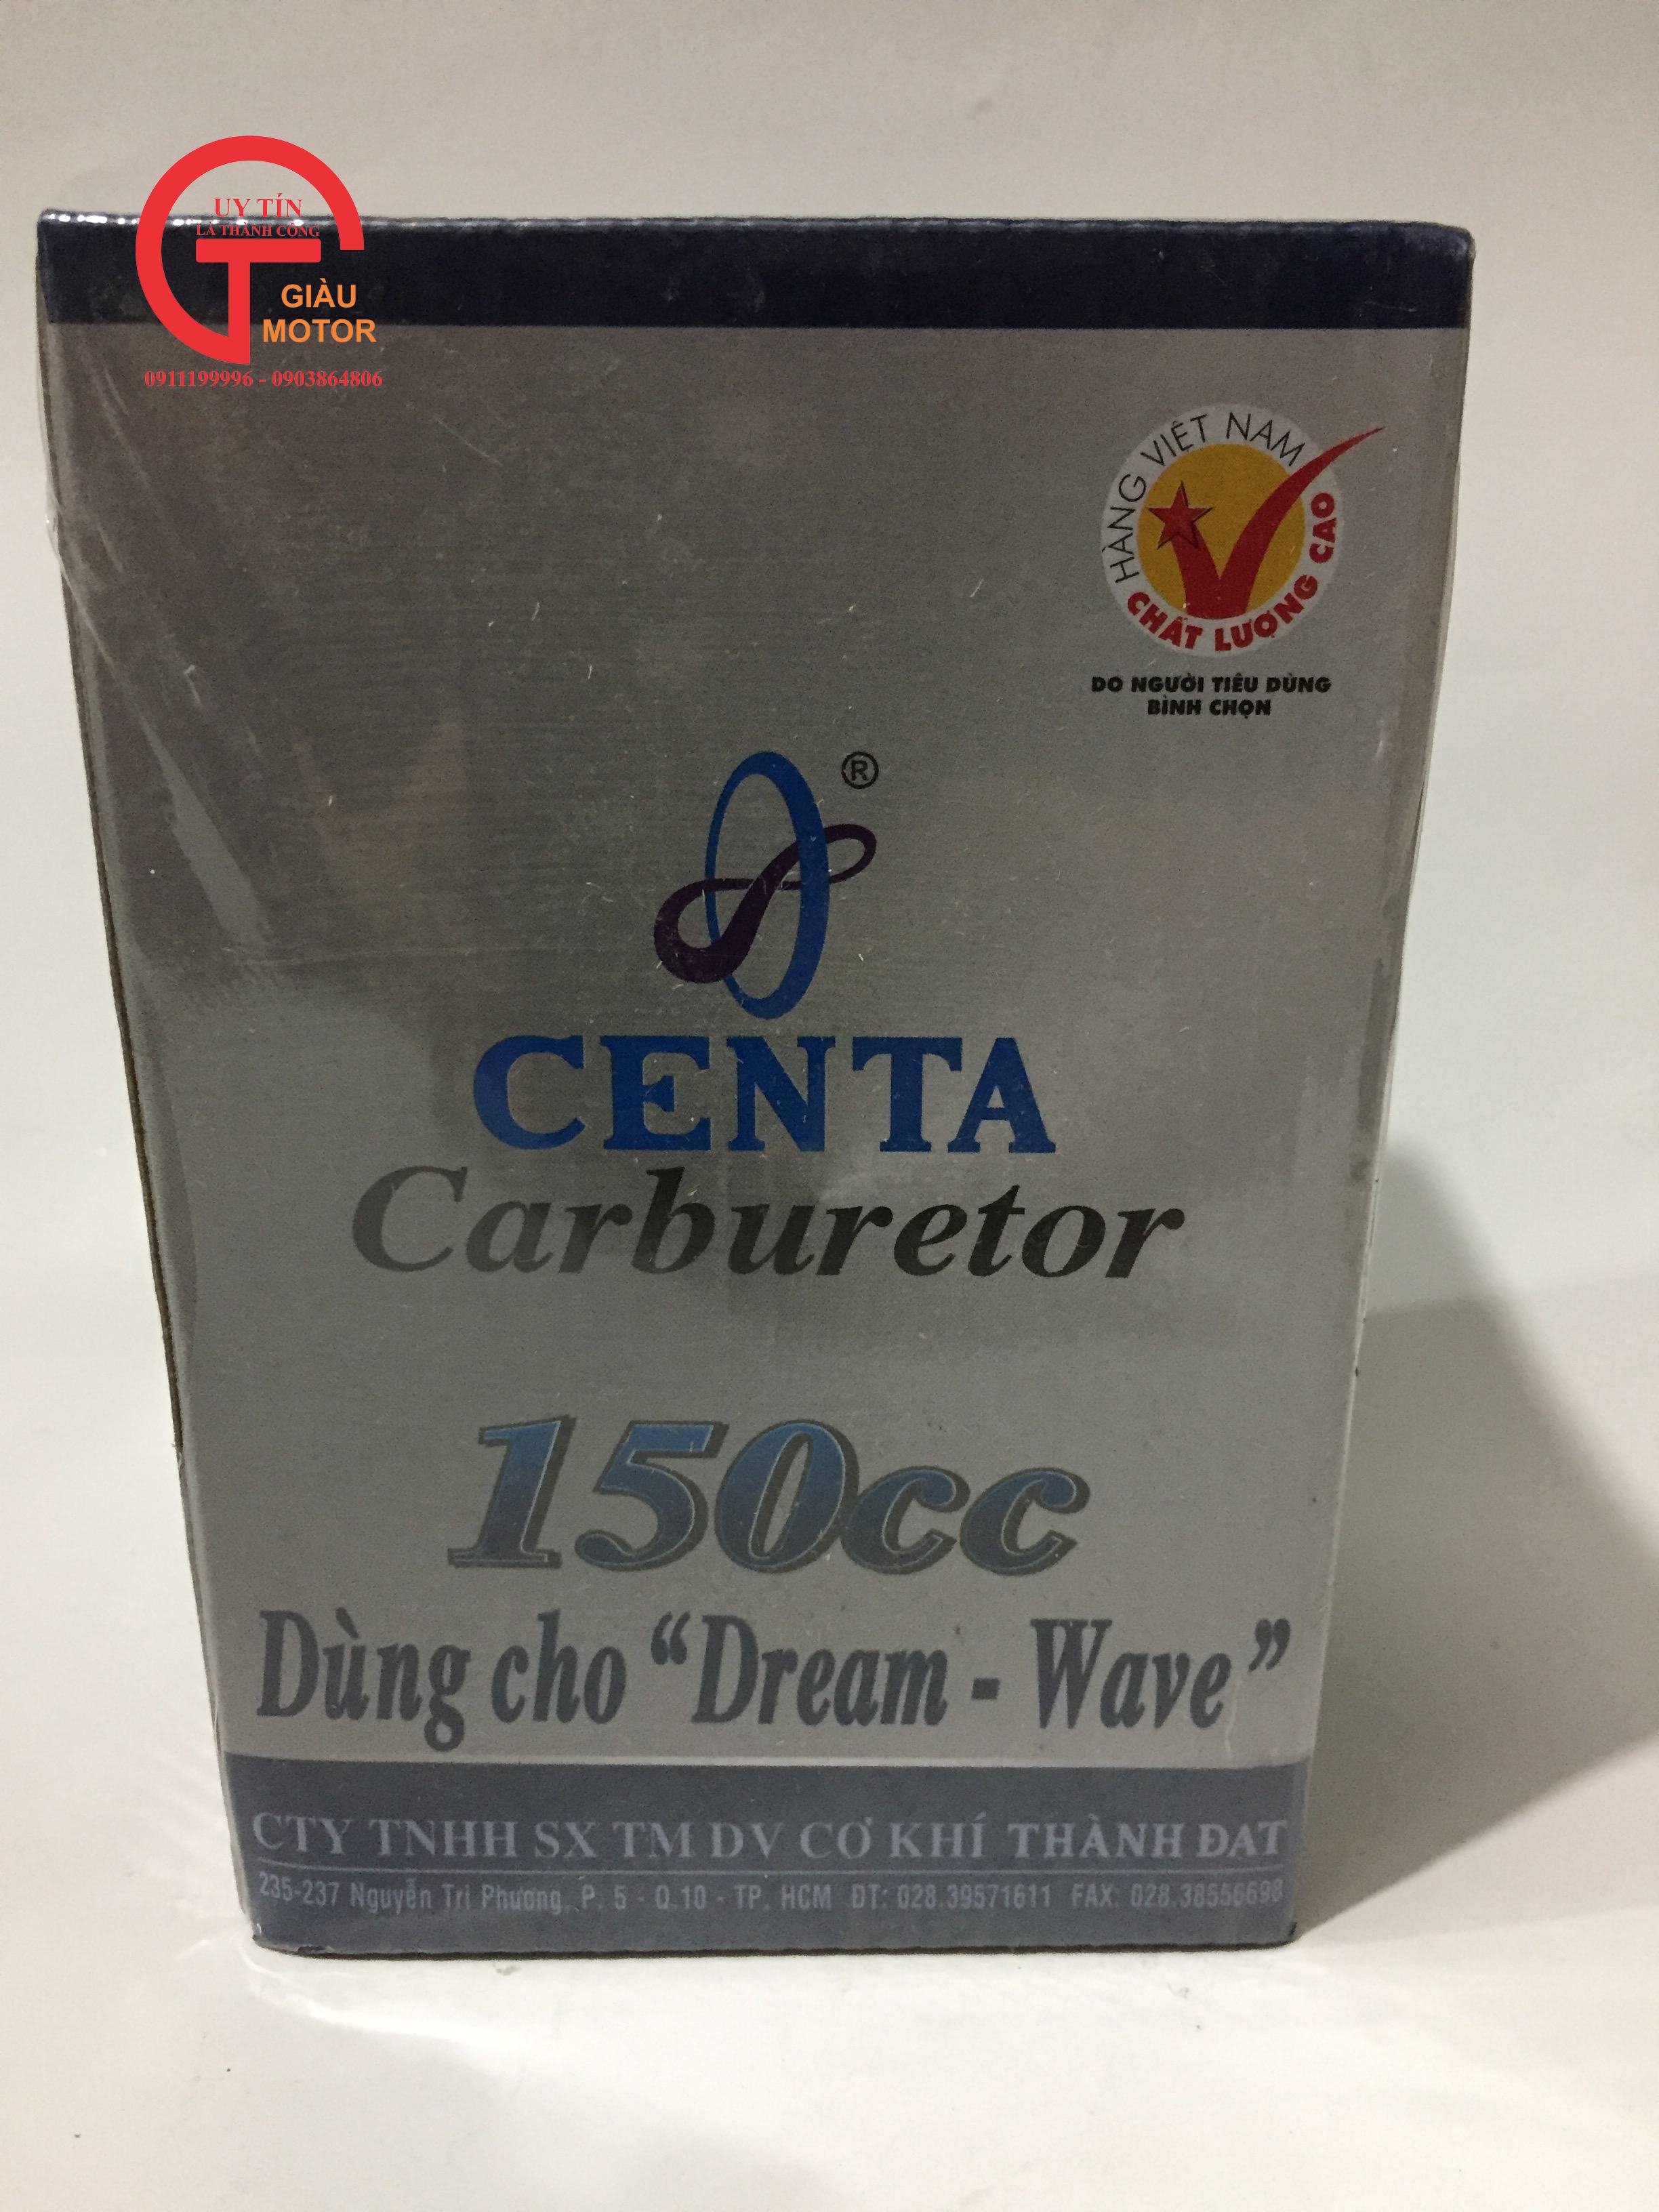 UY TÍN
LÀ THÀNH CÔNG
GIÀU
MOTOR
0911199996 - 0903864806
HÀNG VIỆT NAM
CHẤT LƯỢNG CAO
DO NGƯỜI TIÊU DÙNG
BÌNH CHỌN
®
CENTA
Carburetor
150cc
Dùng cho “Dream - Wave”
CTY TNHH SX TM DV CƠ KHÍ THÀNH ĐẠT
235-237 Nguyễn Tri Phương, P. 5 - Q.10 - TP. HCM ĐT: 028.39571611 FAX: 028.38556698